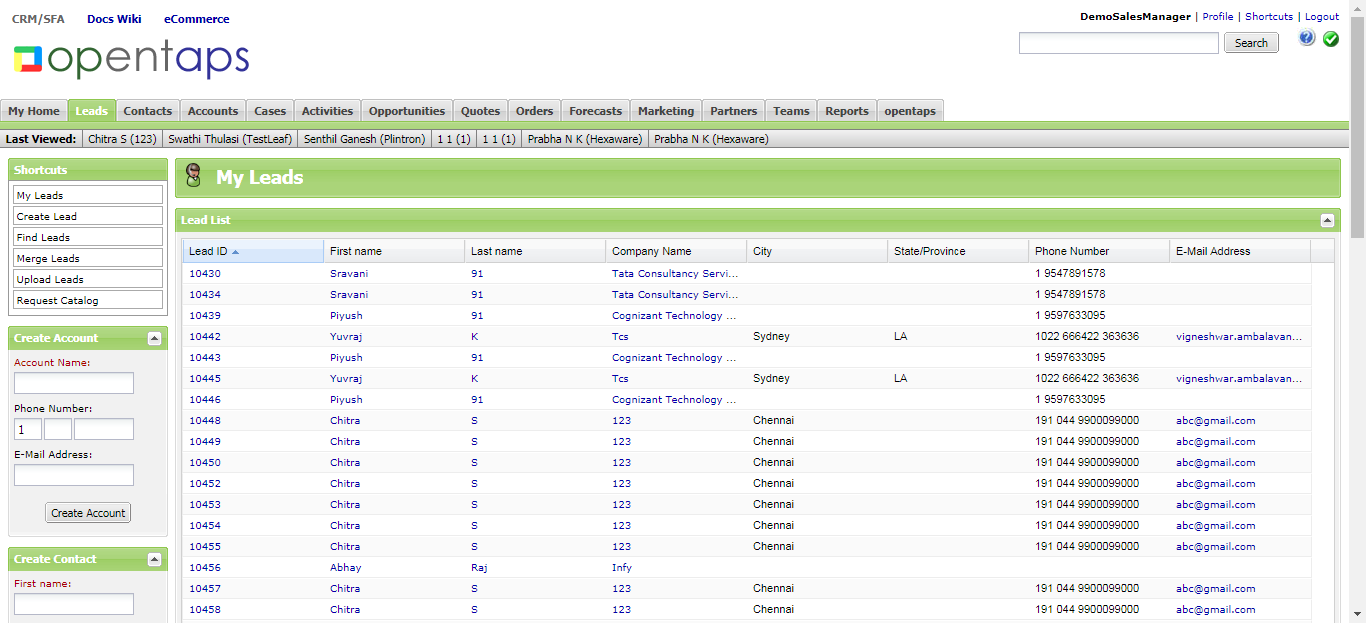 CRM/SFA Docs Wiki eCommerce
DemoSalesManager | Profile | Shortcuts | Logout
opentaps
Search
My Home Leads Contacts Accounts Cases Activities Opportunities Quotes Orders Forecasts Marketing Partners Teams Reports opentaps
Last Viewed: Chitra S (123) Swathi Thulasi (TestLeaf) Senthil Ganesh (Plintron) 1 1 (1) 1 1 (1) Prabha N K (Hexaware) Prabha N K (Hexaware)
Shortcuts
My Leads
Create Lead
Find Leads
Merge Leads
Upload Leads
Request Catalog
Create Account
Account Name:
Phone Number:
1
E-Mail Address:
Create Account
Create Contact
First name:
My Leads
Lead List
Lead ID First name Last name Company Name City State/Province Phone Number E-Mail Address
10430 Sravani 91 Tata Consultancy Servi... 1 9547891578
10434 Sravani 91 Tata Consultancy Servi... 1 9547891578
10439 Piyush 91 Cognizant Technology ... 1 9597633095
10442 Yuvraj K Tcs Sydney LA 1022 666422 363636 vigneshwar.ambalavan...
10443 Piyush 91 Cognizant Technology ... 1 9597633095
10445 Yuvraj K Tcs Sydney LA 1022 666422 363636 vigneshwar.ambalavan...
10446 Piyush 91 Cognizant Technology ... 1 9597633095
10448 Chitra S 123 Chennai 191 044 9900099000 abc@gmail.com
10449 Chitra S 123 Chennai 191 044 9900099000 abc@gmail.com
10450 Chitra S 123 Chennai 191 044 9900099000 abc@gmail.com
10452 Chitra S 123 Chennai 191 044 9900099000 abc@gmail.com
10453 Chitra S 123 Chennai 191 044 9900099000 abc@gmail.com
10454 Chitra S 123 Chennai 191 044 9900099000 abc@gmail.com
10455 Chitra S 123 Chennai 191 044 9900099000 abc@gmail.com
10456 Abhay Raj Infy
10457 Chitra S 123 Chennai 191 044 9900099000 abc@gmail.com
10458 Chitra S 123 Chennai 191 044 9900099000 abc@gmail.com